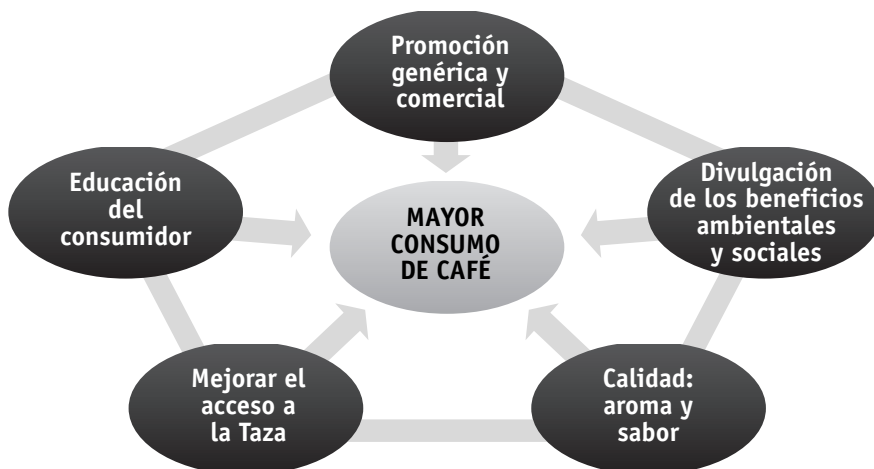 Promoción
genérica y
comercial
Educación
del
consumidor
Divulgación
de los beneficios
ambientales
y sociales
MAYOR
CONSUMO
DE CAFÉ
Mejorar el
acceso a
la Taza
Calidad:
aroma y
sabor